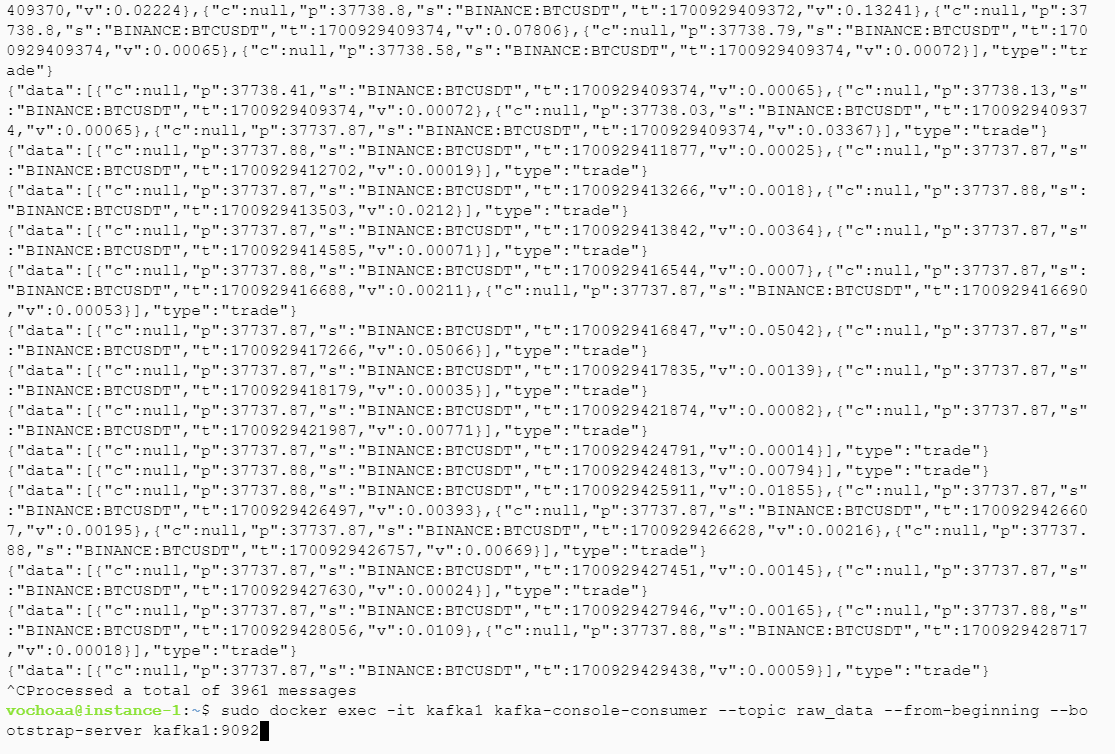 409370,"v":0.02224},{"c":null,"p":37738.8,"s":"BINANCE:BTCUSDT","t":1700929409372,"v":0.13241},{"c":null,"p":37
738.8,"s":"BINANCE:BTCUSDT","t":1700929409374,"v":0.07806},{"c":null,"p":37738.79,"s":"BINANCE:BTCUSDT","t":170
0929409374,"v":0.00065},{"c":null,"p":37738.58,"s":"BINANCE:BTCUSDT","t":1700929409374,"v":0.00072}],"type":"tr
ade"}
{"data":[{"c":null,"p":37738.41,"s":"BINANCE:BTCUSDT","t":1700929409374,"v":0.00065},{"c":null,"p":37738.13,"s"
:"BINANCE:BTCUSDT","t":1700929409374,"v":0.00072},{"c":null,"p":37738.03,"s":"BINANCE:BTCUSDT","t":170092940937
4,"v":0.00065},{"c":null,"p":37737.87,"s":"BINANCE:BTCUSDT","t":1700929409374,"v":0.03367}],"type":"trade"}
{"data":[{"c":null,"p":37737.88,"s":"BINANCE:BTCUSDT","t":1700929411877,"v":0.00025},{"c":null,"p":37737.87,"s"
:"BINANCE:BTCUSDT","t":1700929412702,"v":0.00019}],"type":"trade"}
{"data":[{"c":null,"p":37737.87,"s":"BINANCE:BTCUSDT","t":1700929413266,"v":0.0018},{"c":null,"p":37737.88,"s":
"BINANCE:BTCUSDT","t":1700929413503,"v":0.0212}],"type":"trade"}
{"data":[{"c":null,"p":37737.87,"s":"BINANCE:BTCUSDT","t":1700929413842,"v":0.00364},{"c":null,"p":37737.87,"s"
:"BINANCE:BTCUSDT","t":1700929414585,"v":0.00071}],"type":"trade"}
{"data":[{"c":null,"p":37737.88,"s":"BINANCE:BTCUSDT","t":1700929416544,"v":0.0007},{"c":null,"p":37737.87,"s":
"BINANCE:BTCUSDT","t":1700929416688,"v":0.00211},{"c":null,"p":37737.87,"s":"BINANCE:BTCUSDT","t":1700929416690
,"v":0.00053}],"type":"trade"}
{"data":[{"c":null,"p":37737.87,"s":"BINANCE:BTCUSDT","t":1700929416847,"v":0.05042},{"c":null,"p":37737.87,"s"
:"BINANCE:BTCUSDT","t":1700929417266,"v":0.05066}],"type":"trade"}
{"data":[{"c":null,"p":37737.87,"s":"BINANCE:BTCUSDT","t":1700929417835,"v":0.00139},{"c":null,"p":37737.87,"s"
:"BINANCE:BTCUSDT","t":1700929418179,"v":0.00035}],"type":"trade"}
{"data":[{"c":null,"p":37737.87,"s":"BINANCE:BTCUSDT","t":1700929421874,"v":0.00082},{"c":null,"p":37737.87,"s"
:"BINANCE:BTCUSDT","t":1700929421987,"v":0.00771}],"type":"trade"}
{"data":[{"c":null,"p":37737.87,"s":"BINANCE:BTCUSDT","t":1700929424791,"v":0.00014}],"type":"trade"}
{"data":[{"c":null,"p":37737.88,"s":"BINANCE:BTCUSDT","t":1700929424813,"v":0.00794}],"type":"trade"}
{"data":[{"c":null,"p":37737.88,"s":"BINANCE:BTCUSDT","t":1700929425911,"v":0.01855},{"c":null,"p":37737.87,"s"
:"BINANCE:BTCUSDT","t":1700929426497,"v":0.00393},{"c":null,"p":37737.87,"s":"BINANCE:BTCUSDT","t":170092942660
7,"v":0.00195},{"c":null,"p":37737.87,"s":"BINANCE:BTCUSDT","t":1700929426628,"v":0.00216},{"c":null,"p":37737.
88,"s":"BINANCE:BTCUSDT","t":1700929426757,"v":0.00669}],"type":"trade"}
{"data":[{"c":null,"p":37737.87,"s":"BINANCE:BTCUSDT","t":1700929427451,"v":0.00145},{"c":null,"p":37737.87,"s"
:"BINANCE:BTCUSDT","t":1700929427630,"v":0.00024}],"type":"trade"}
{"data":[{"c":null,"p":37737.87,"s":"BINANCE:BTCUSDT","t":1700929427946,"v":0.00165},{"c":null,"p":37737.88,"s"
:"BINANCE:BTCUSDT","t":1700929428056,"v":0.0109},{"c":null,"p":37737.88,"s":"BINANCE:BTCUSDT","t":1700929428717
,"v":0.00018}],"type":"trade"}
{"data":[{"c":null,"p":37737.87,"s":"BINANCE:BTCUSDT","t":1700929429438,"v":0.00059}],"type":"trade"}
^CProcessed a total of 3961 messages
vochoaa@instance-1:~$ sudo docker exec -it kafka1 kafka-console-consumer --topic raw_data --from-beginning --bo
otstrap-server kafka1:9092